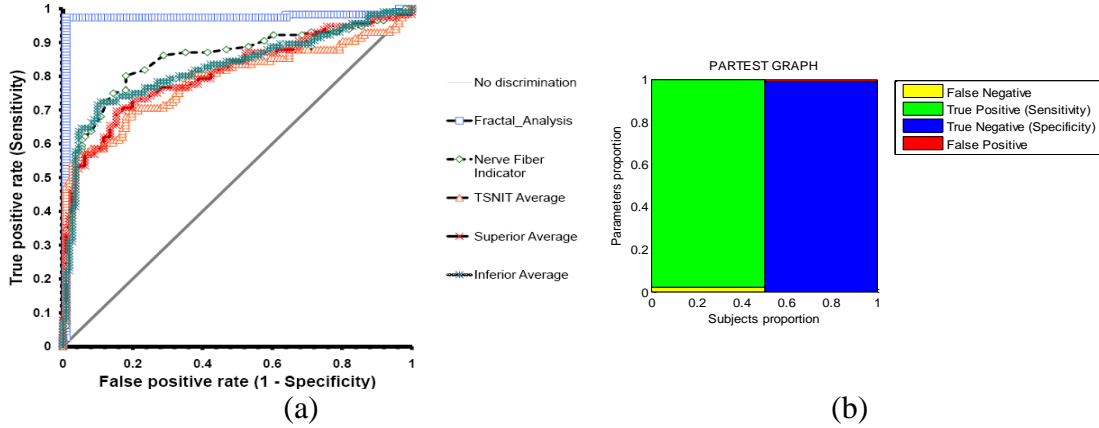 1
0.9
0.8
0.7
0.6
0.5
0.4
0.3
0.2
0.1
0
True positive rate (Sensitivity)
0
0.2
0.4
0.6
0.8
1
False positive rate (1 - Specificity)
No discrimination
Fractal_Analysis
Nerve Fiber
Indicator
TSNIT Average
Superior Average
Inferior Average
(a)
PARTEST GRAPH
1
0.8
0.6
0.4
0.2
0
Parameters proportion
0
0.2
0.4
0.6
0.8
1
Subjects proportion
False Negative
True Positive (Sensitivity)
True Negative (Specificity)
False Positive
(b)